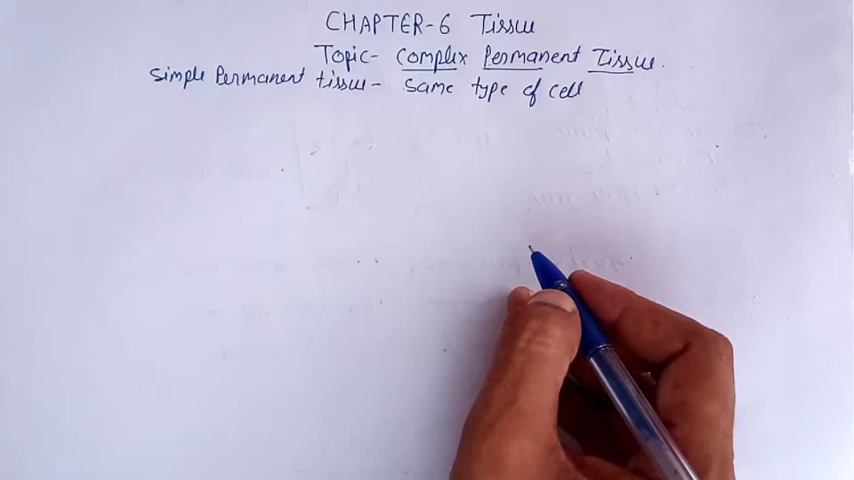 CHAPTER-6 Tissue
Topic- Complex Permanent Tissue.
Simple Permanent tissue- same type of cell